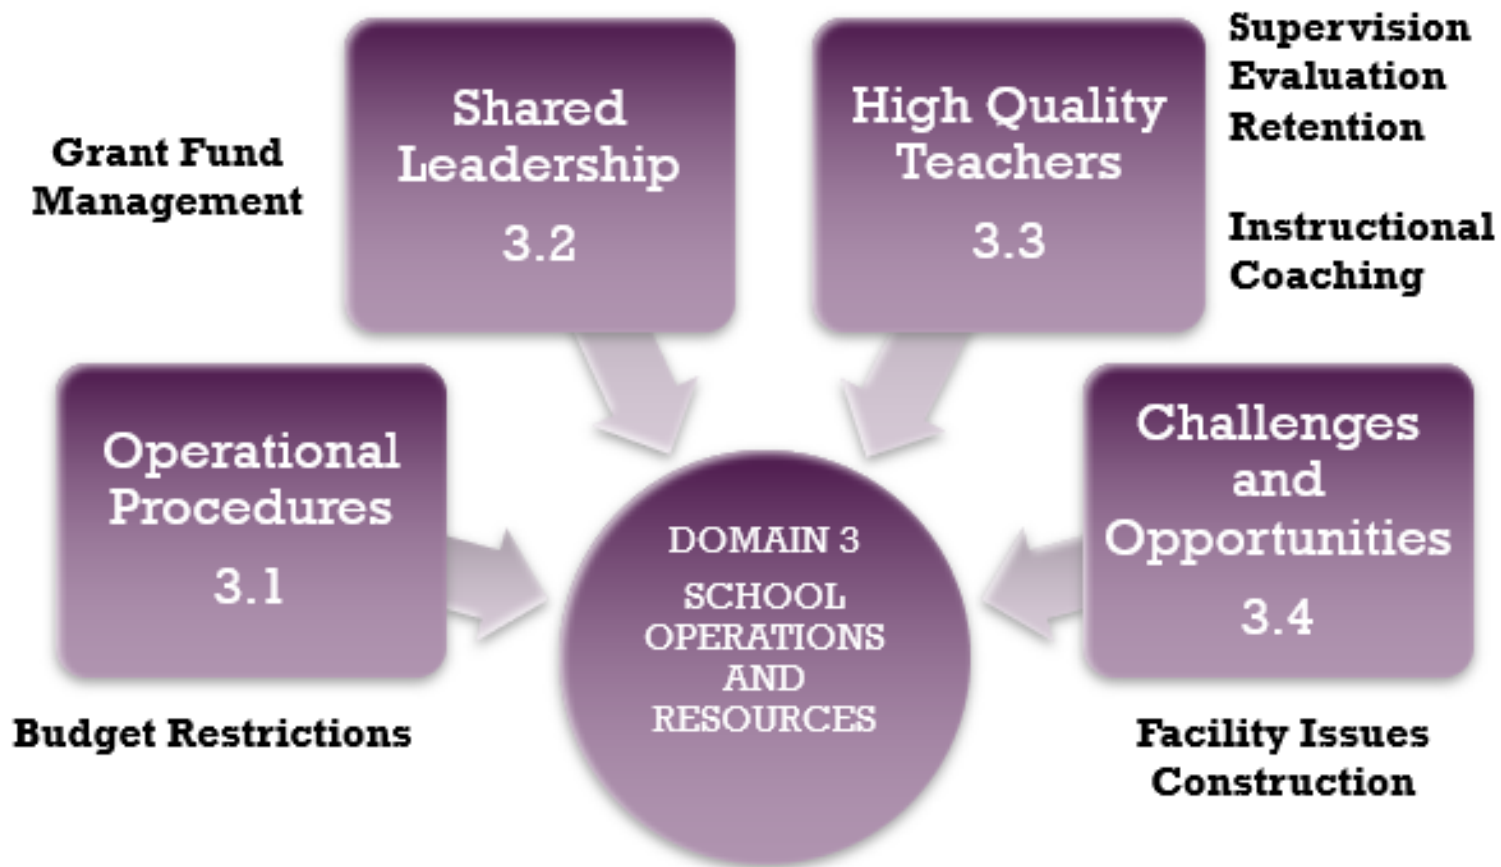 Grant Fund
Management
Shared
Leadership
3.2
High Quality
Teachers
3.3
Supervision
Evaluation
Retention
Instructional
Coaching
Operational
Procedures
3.1
Budget Restrictions
DOMAIN 3
SCHOOL
OPERATIONS
AND
RESOURCES
Challenges
and
Opportunities
3.4
Facility Issues
Construction